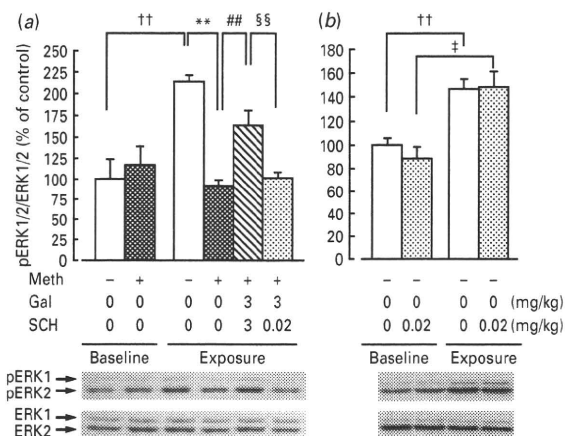 (a)
†† ** ## §§
pERK1/2/ERK1/2 (% of control)
250
225
200
175
150
125
100
75
50
25
0
Meth − + − + + +
Gal 0 0 0 0 3 3
SCH 0 0 0 0 3 0.02
Baseline Exposure
pERK1
pERK2
ERK1
ERK2
(b)
††
‡
180
160
140
120
100
80
60
40
20
0
− − − −
0 0 0 0 (mg/kg)
0 0.02 0 0.02 (mg/kg)
Baseline Exposure